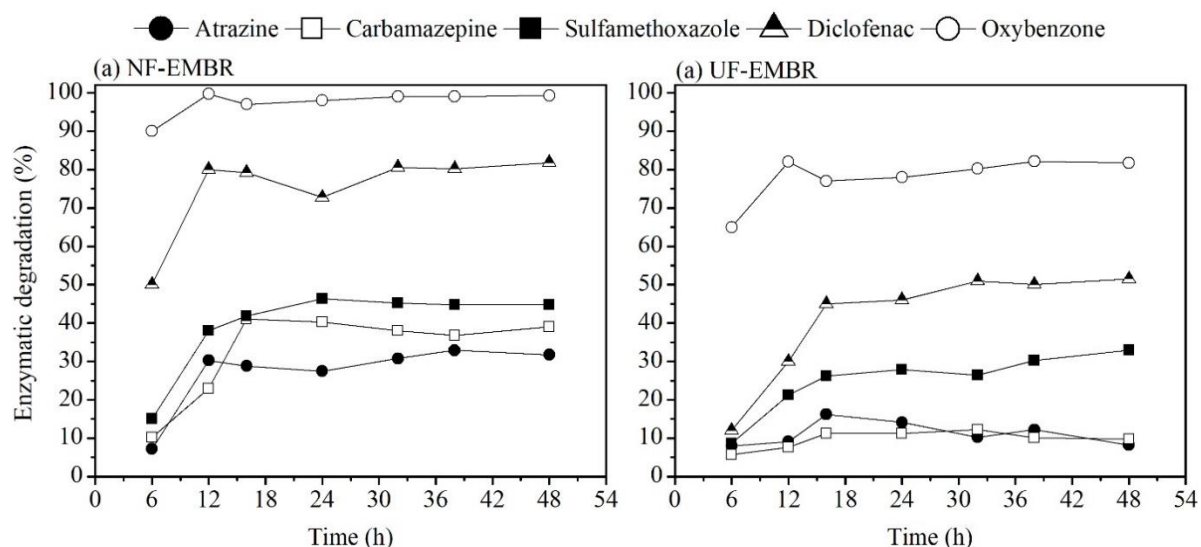 Atrazine Carbamazepine Sulfamethoxazole Diclofenac Oxybenzone
(a) NF-EMBR
Enzymatic degradation (%)
100
90
80
70
60
50
40
30
20
10
0
0 6 12 18 24 30 36 42 48 54
Time (h)
(a) UF-EMBR
100
90
80
70
60
50
40
30
20
10
0
0 6 12 18 24 30 36 42 48 54
Time (h)